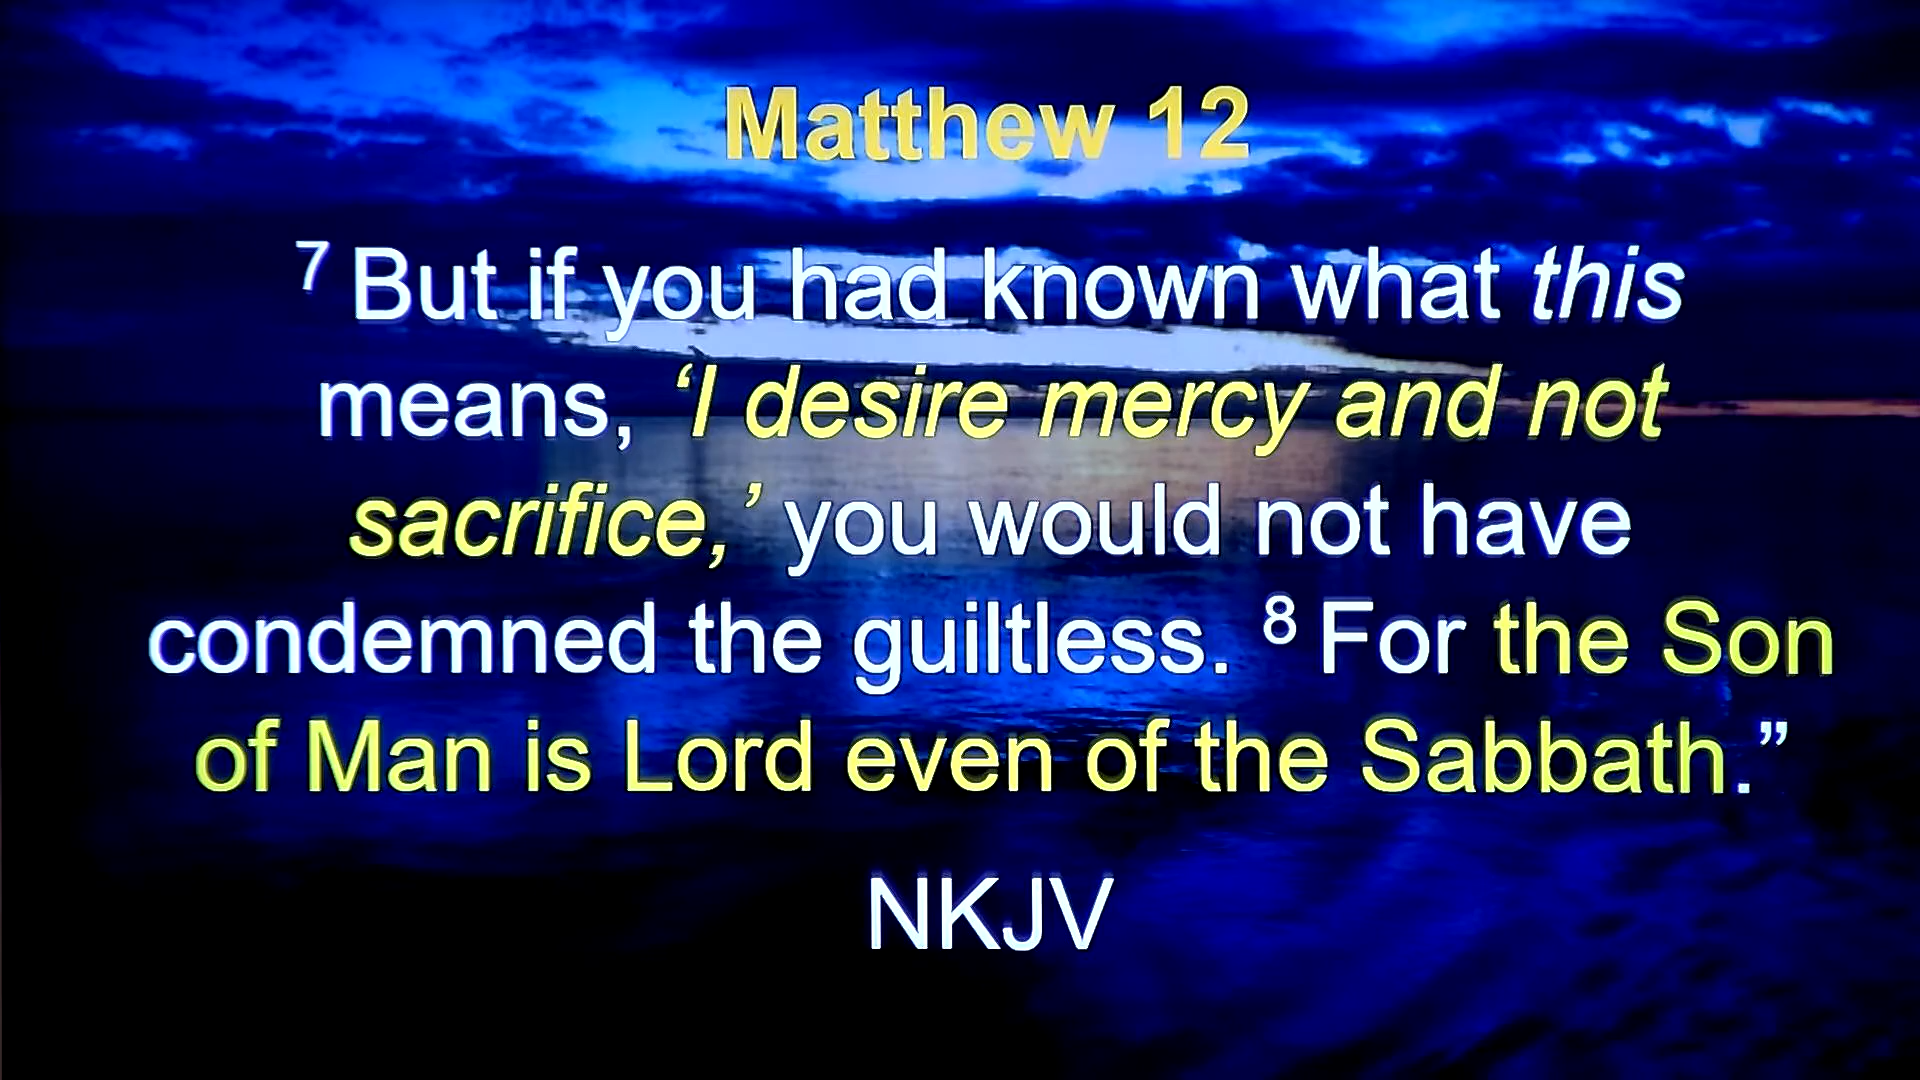 Matthew 12
⁷ But if you had known what this
means, ‘I desire mercy and not
sacrifice,’ you would not have
condemned the guiltless. ⁸ For the Son
of Man is Lord even of the Sabbath.”
NKJV